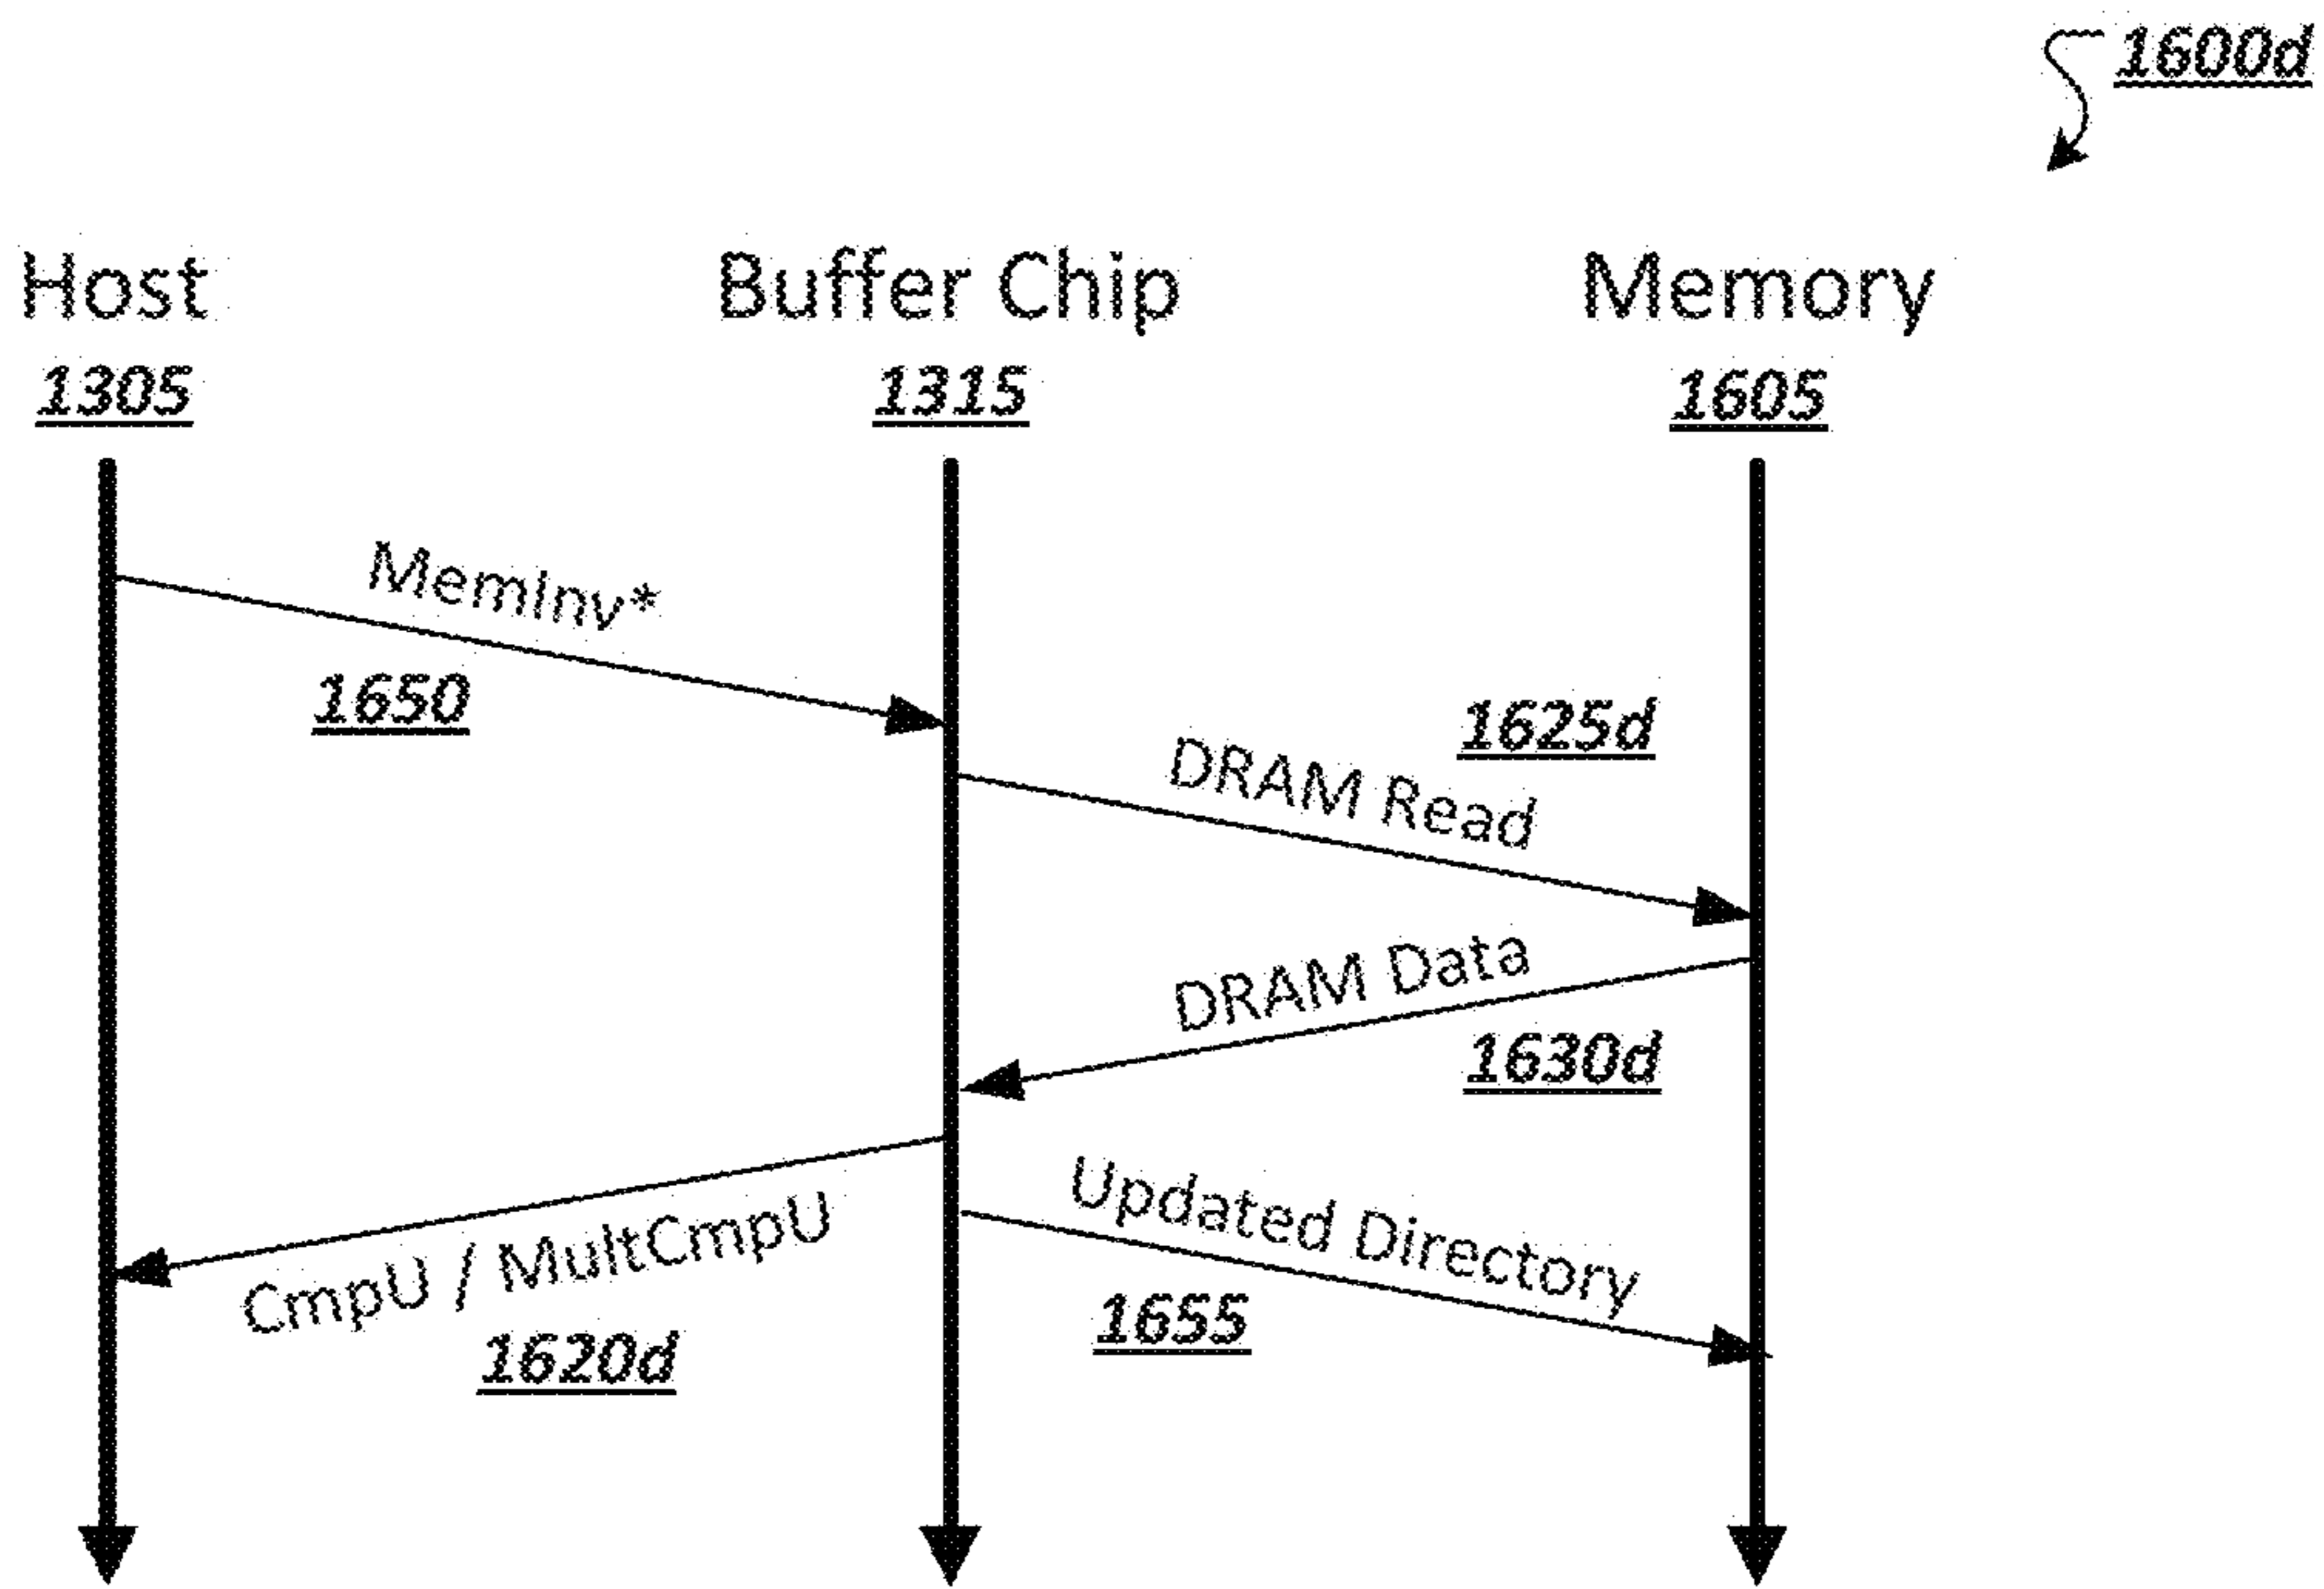 1600d
Host Buffer Chip Memory
1305 1315 1605
MemIny*
1650
1625d
DRAM Read
DRAM Data
1630d
CmpU / MultCmpU
1620d
Updated Directory
1655